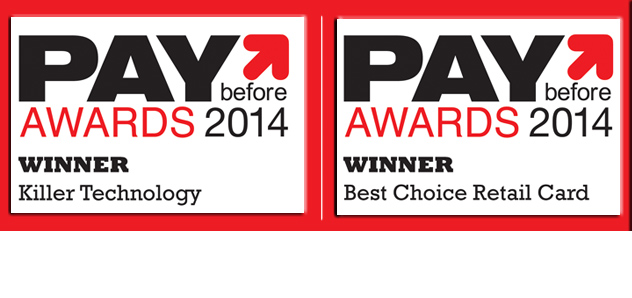 PAY
before
AWARDS 2014
WINNER
Killer Technology
PAY
before
AWARDS 2014
WINNER
Best Choice Retail Card